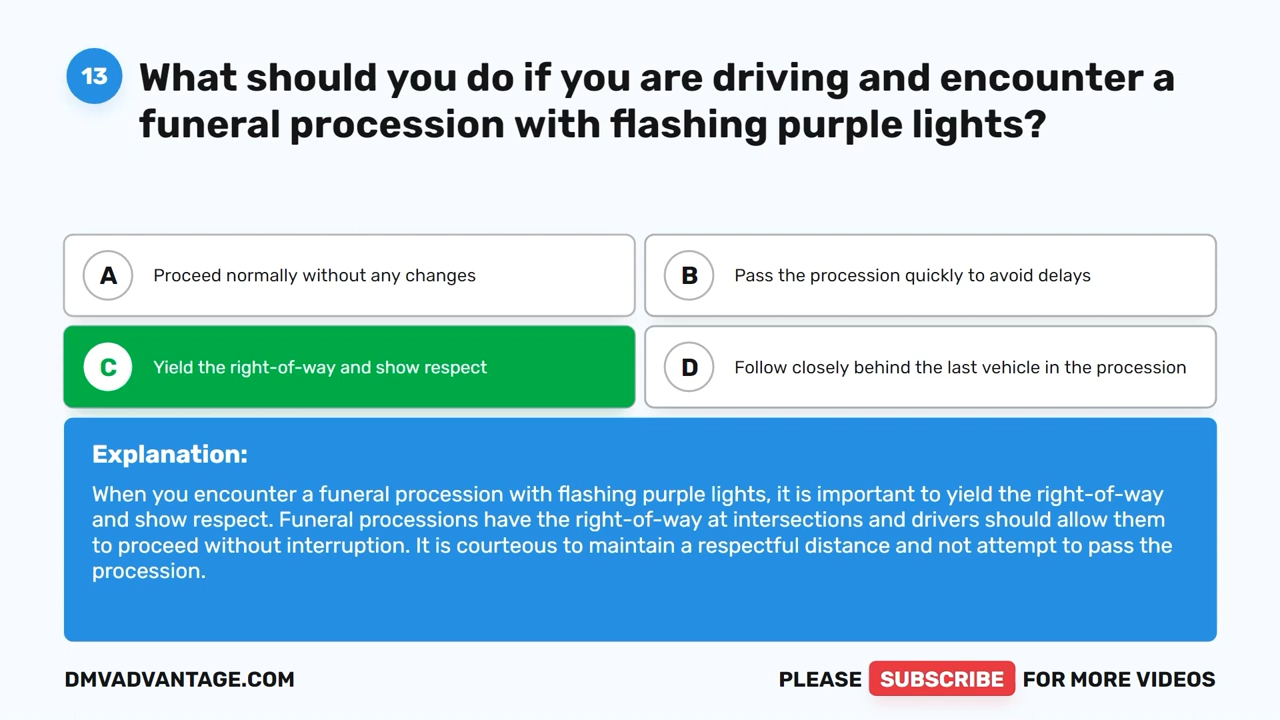 13
What should you do if you are driving and encounter a
funeral procession with flashing purple lights?
A
Proceed normally without any changes
B
Pass the procession quickly to avoid delays
C
Yield the right-of-way and show respect
D
Follow closely behind the last vehicle in the procession
Explanation:
When you encounter a funeral procession with flashing purple lights, it is important to yield the right-of-way
and show respect. Funeral processions have the right-of-way at intersections and drivers should allow them
to proceed without interruption. It is courteous to maintain a respectful distance and not attempt to pass the
procession.
DMVADVANTAGE.COM
PLEASE SUBSCRIBE FOR MORE VIDEOS